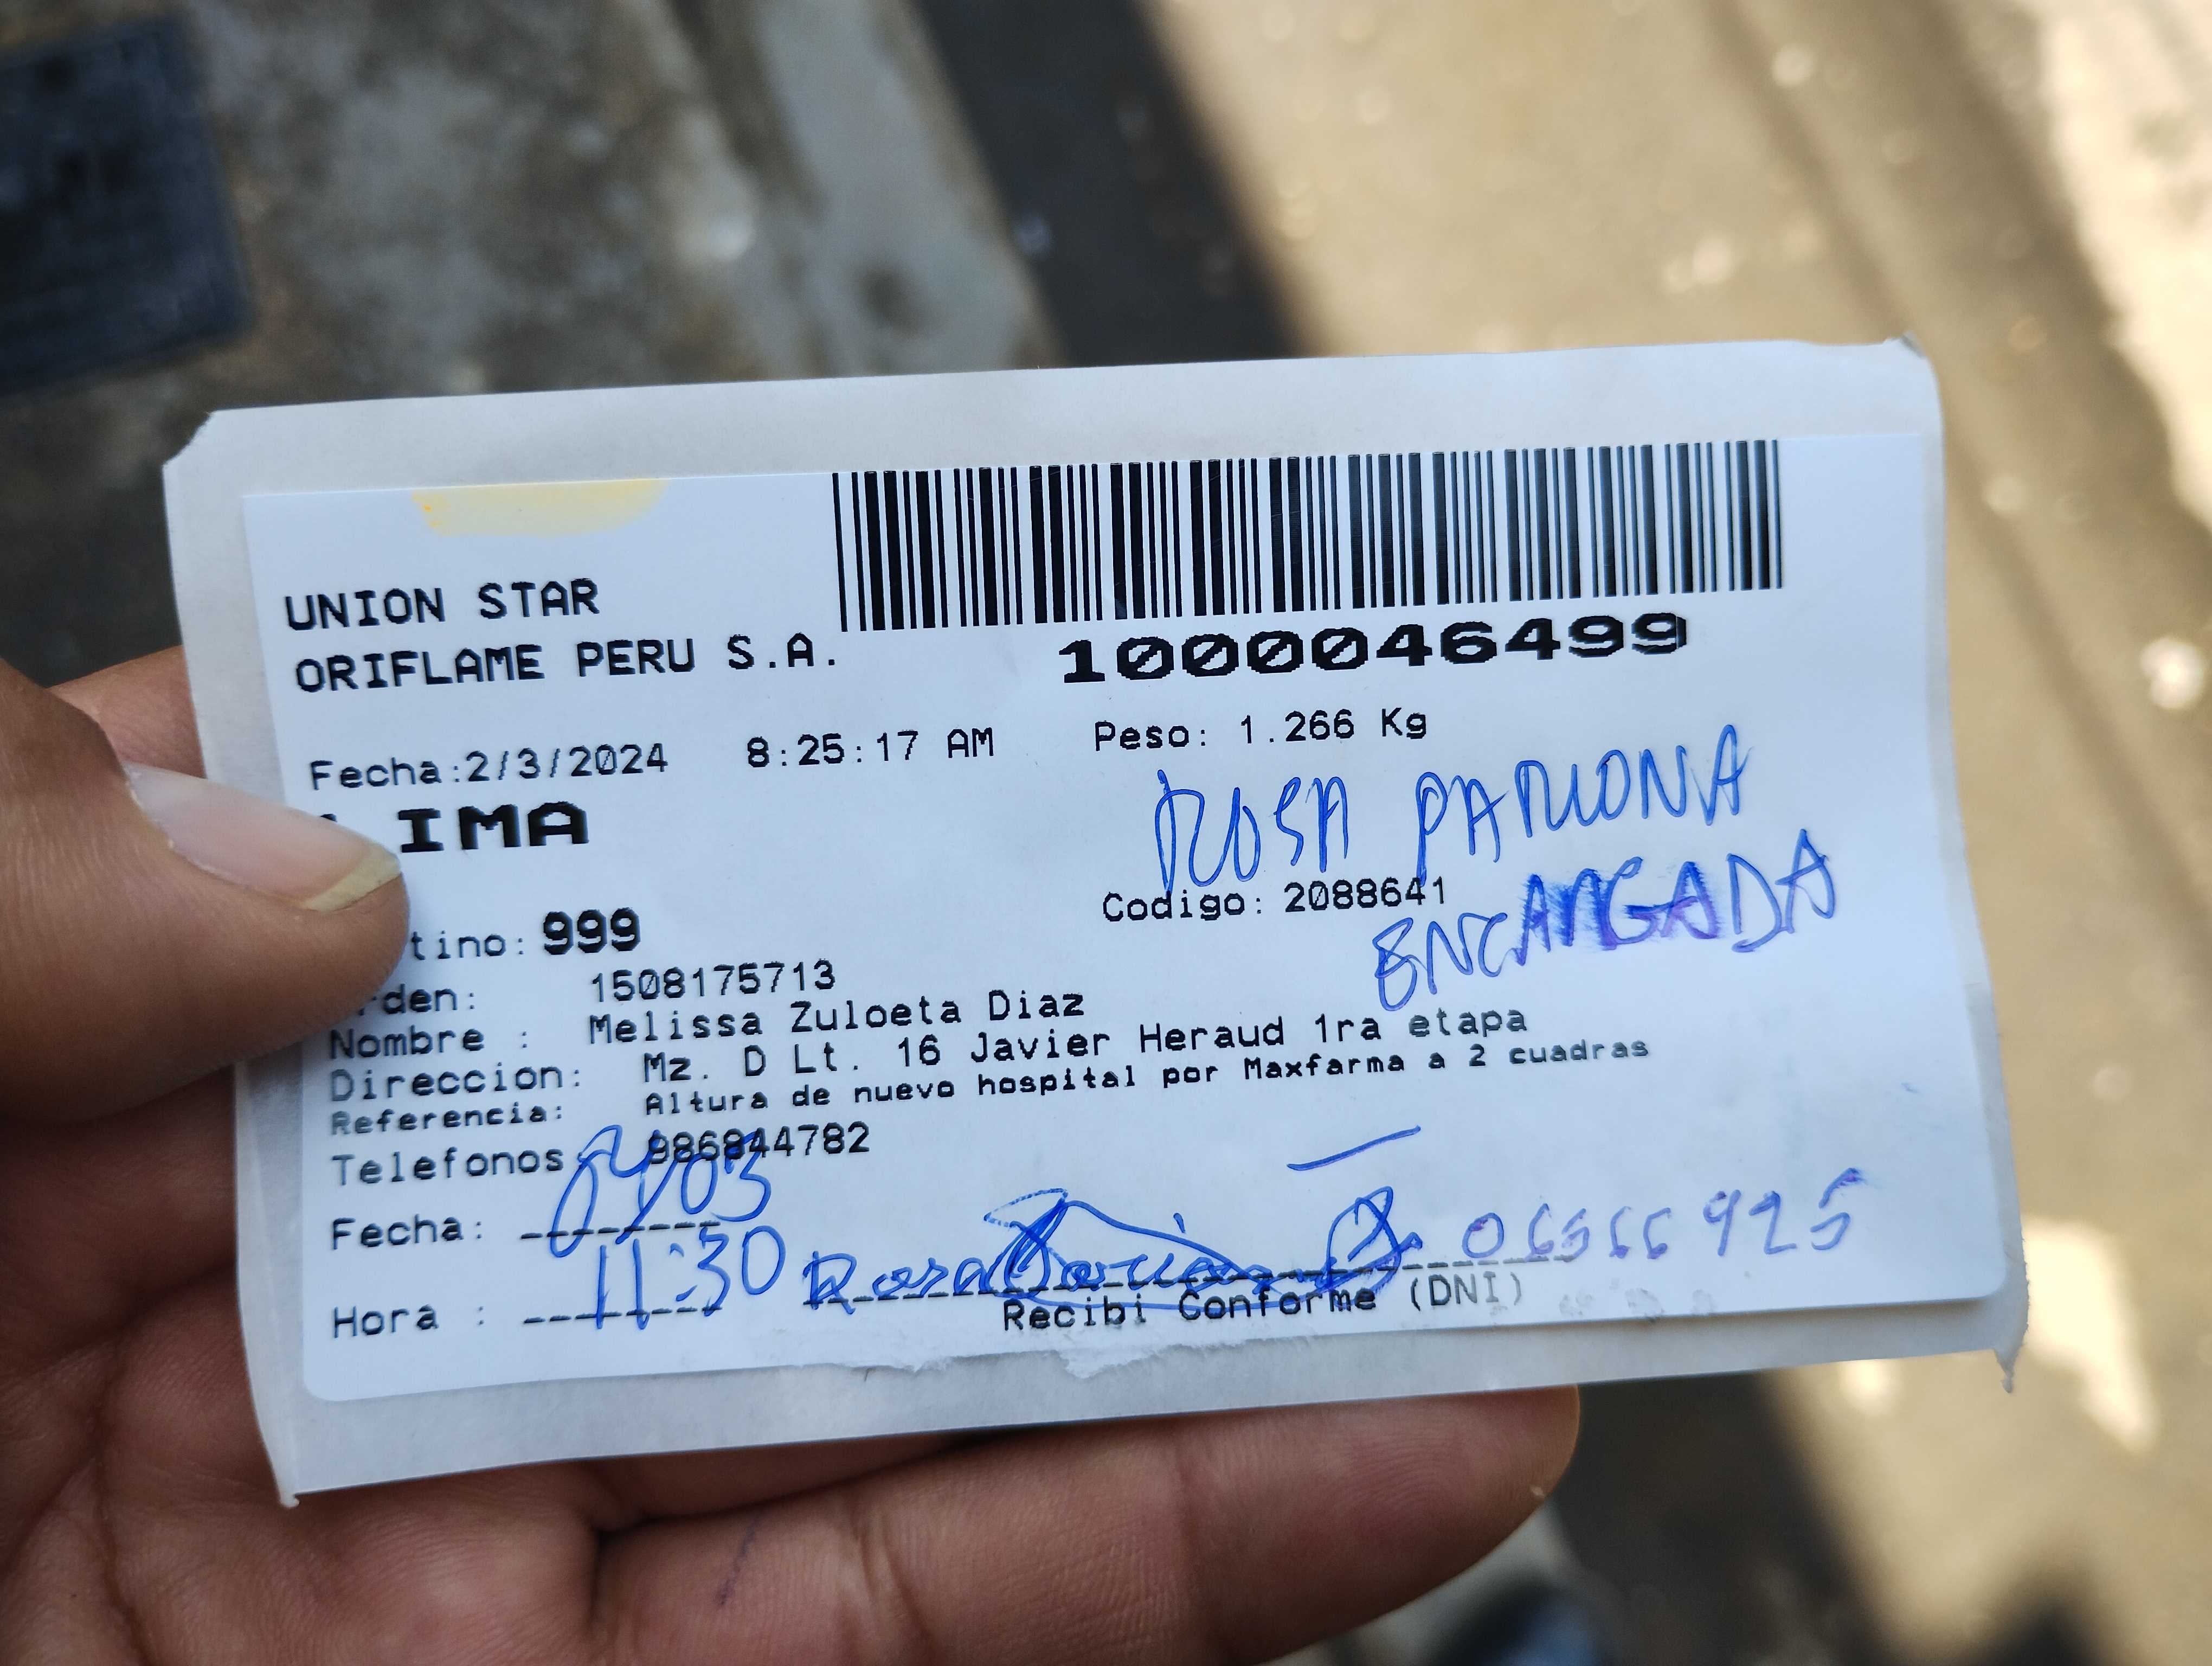 UNION STAR
ORIFLAME PERU S.A.
1000046499
Fecha:2/3/2024 8:25:17 AM Peso: 1.266 Kg
LIMA
ROSA PARIONA
Codigo: 2088641
ENCARGADA
tino: 999
rden: 1508175713
Nombre : Melissa Zuloeta Diaz
Direccion: Mz. D Lt. 16 Javier Heraud 1ra etapa
Referencia: Altura de nuevo hospital por Maxfarma a 2 cuadras
Telefonos 986844782
Fecha:
Hora : 11:30 Rosa
Recibi Conforme (DNI)